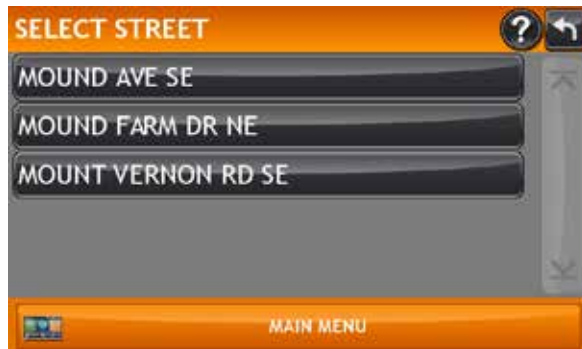 SELECT STREET
?
MOUND AVE SE
MOUND FARM DR NE
MOUNT VERNON RD SE
MAIN MENU